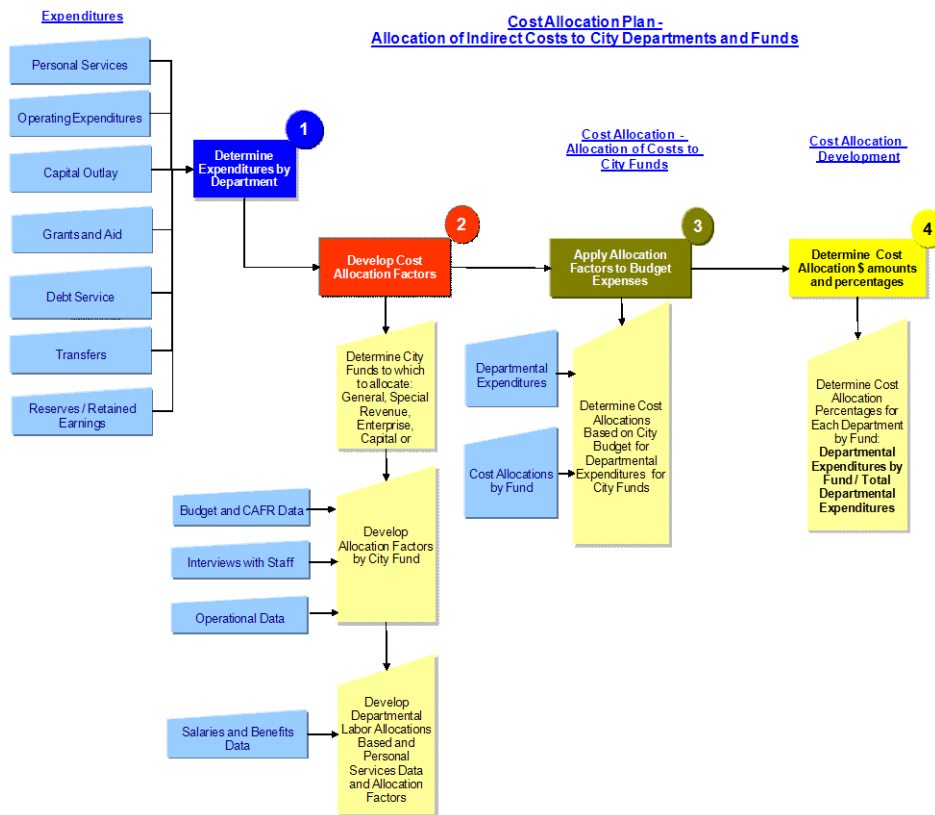 Expenditures
Cost Allocation Plan -
Allocation of Indirect Costs to City Departments and Funds
Personal Services
Operating Expenditures
Capital Outlay
Grants and Aid
Debt Service
Transfers
Reserves / Retained
Earnings
1
Determine
Expenditures by
Department
2
Develop Cost
Allocation Factors
Cost Allocation -
Allocation of Costs to
City Funds
3
Apply Allocation
Factors to Budget
Expenses
Cost Allocation
Development
4
Determine Cost
Allocation $ amounts
and percentages
Determine City
Funds to which
to allocate:
General, Special
Revenue,
Enterprise,
Capital or
Budget and CAFR Data
Interviews with Staff
Operational Data
Develop
Allocation Factors
by City Fund
Salaries and Benefits
Data
Develop
Departmental
Labor Allocations
Based and
Personal
Services Data
and Allocation
Factors
Departmental
Expenditures
Cost Allocations
by Fund
Determine Cost
Allocations
Based on City
Budget for
Departmental
Expenditures for
City Funds
Determine Cost
Allocation
Percentages for
Each Department
by Fund:
Departmental
Expenditures by
Fund / Total
Departmental
Expenditures